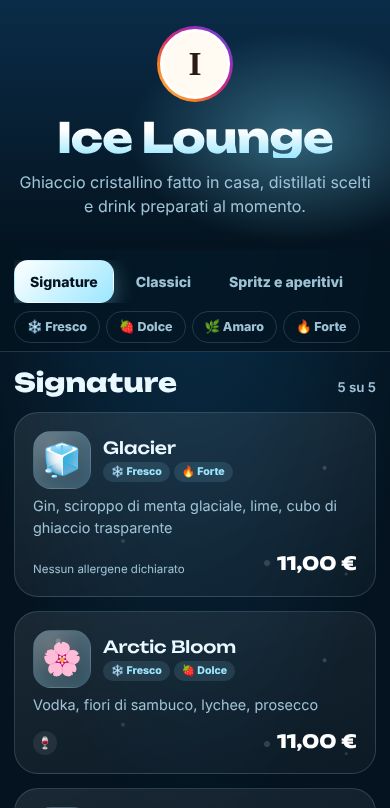 I
Ice Lounge
Ghiaccio cristallino fatto in casa, distillati scelti
e drink preparati al momento.
Signature Classici Spritz e aperitivi
❄️ Fresco 🍓 Dolce 🌿 Amaro 🔥 Forte
Signature 5 su 5
Glacier
❄️ Fresco 🔥 Forte
Gin, sciroppo di menta glaciale, lime, cubo di
ghiaccio trasparente
Nessun allergene dichiarato 11,00 €
Arctic Bloom
❄️ Fresco 🍓 Dolce
Vodka, fiori di sambuco, lychee, prosecco
11,00 €